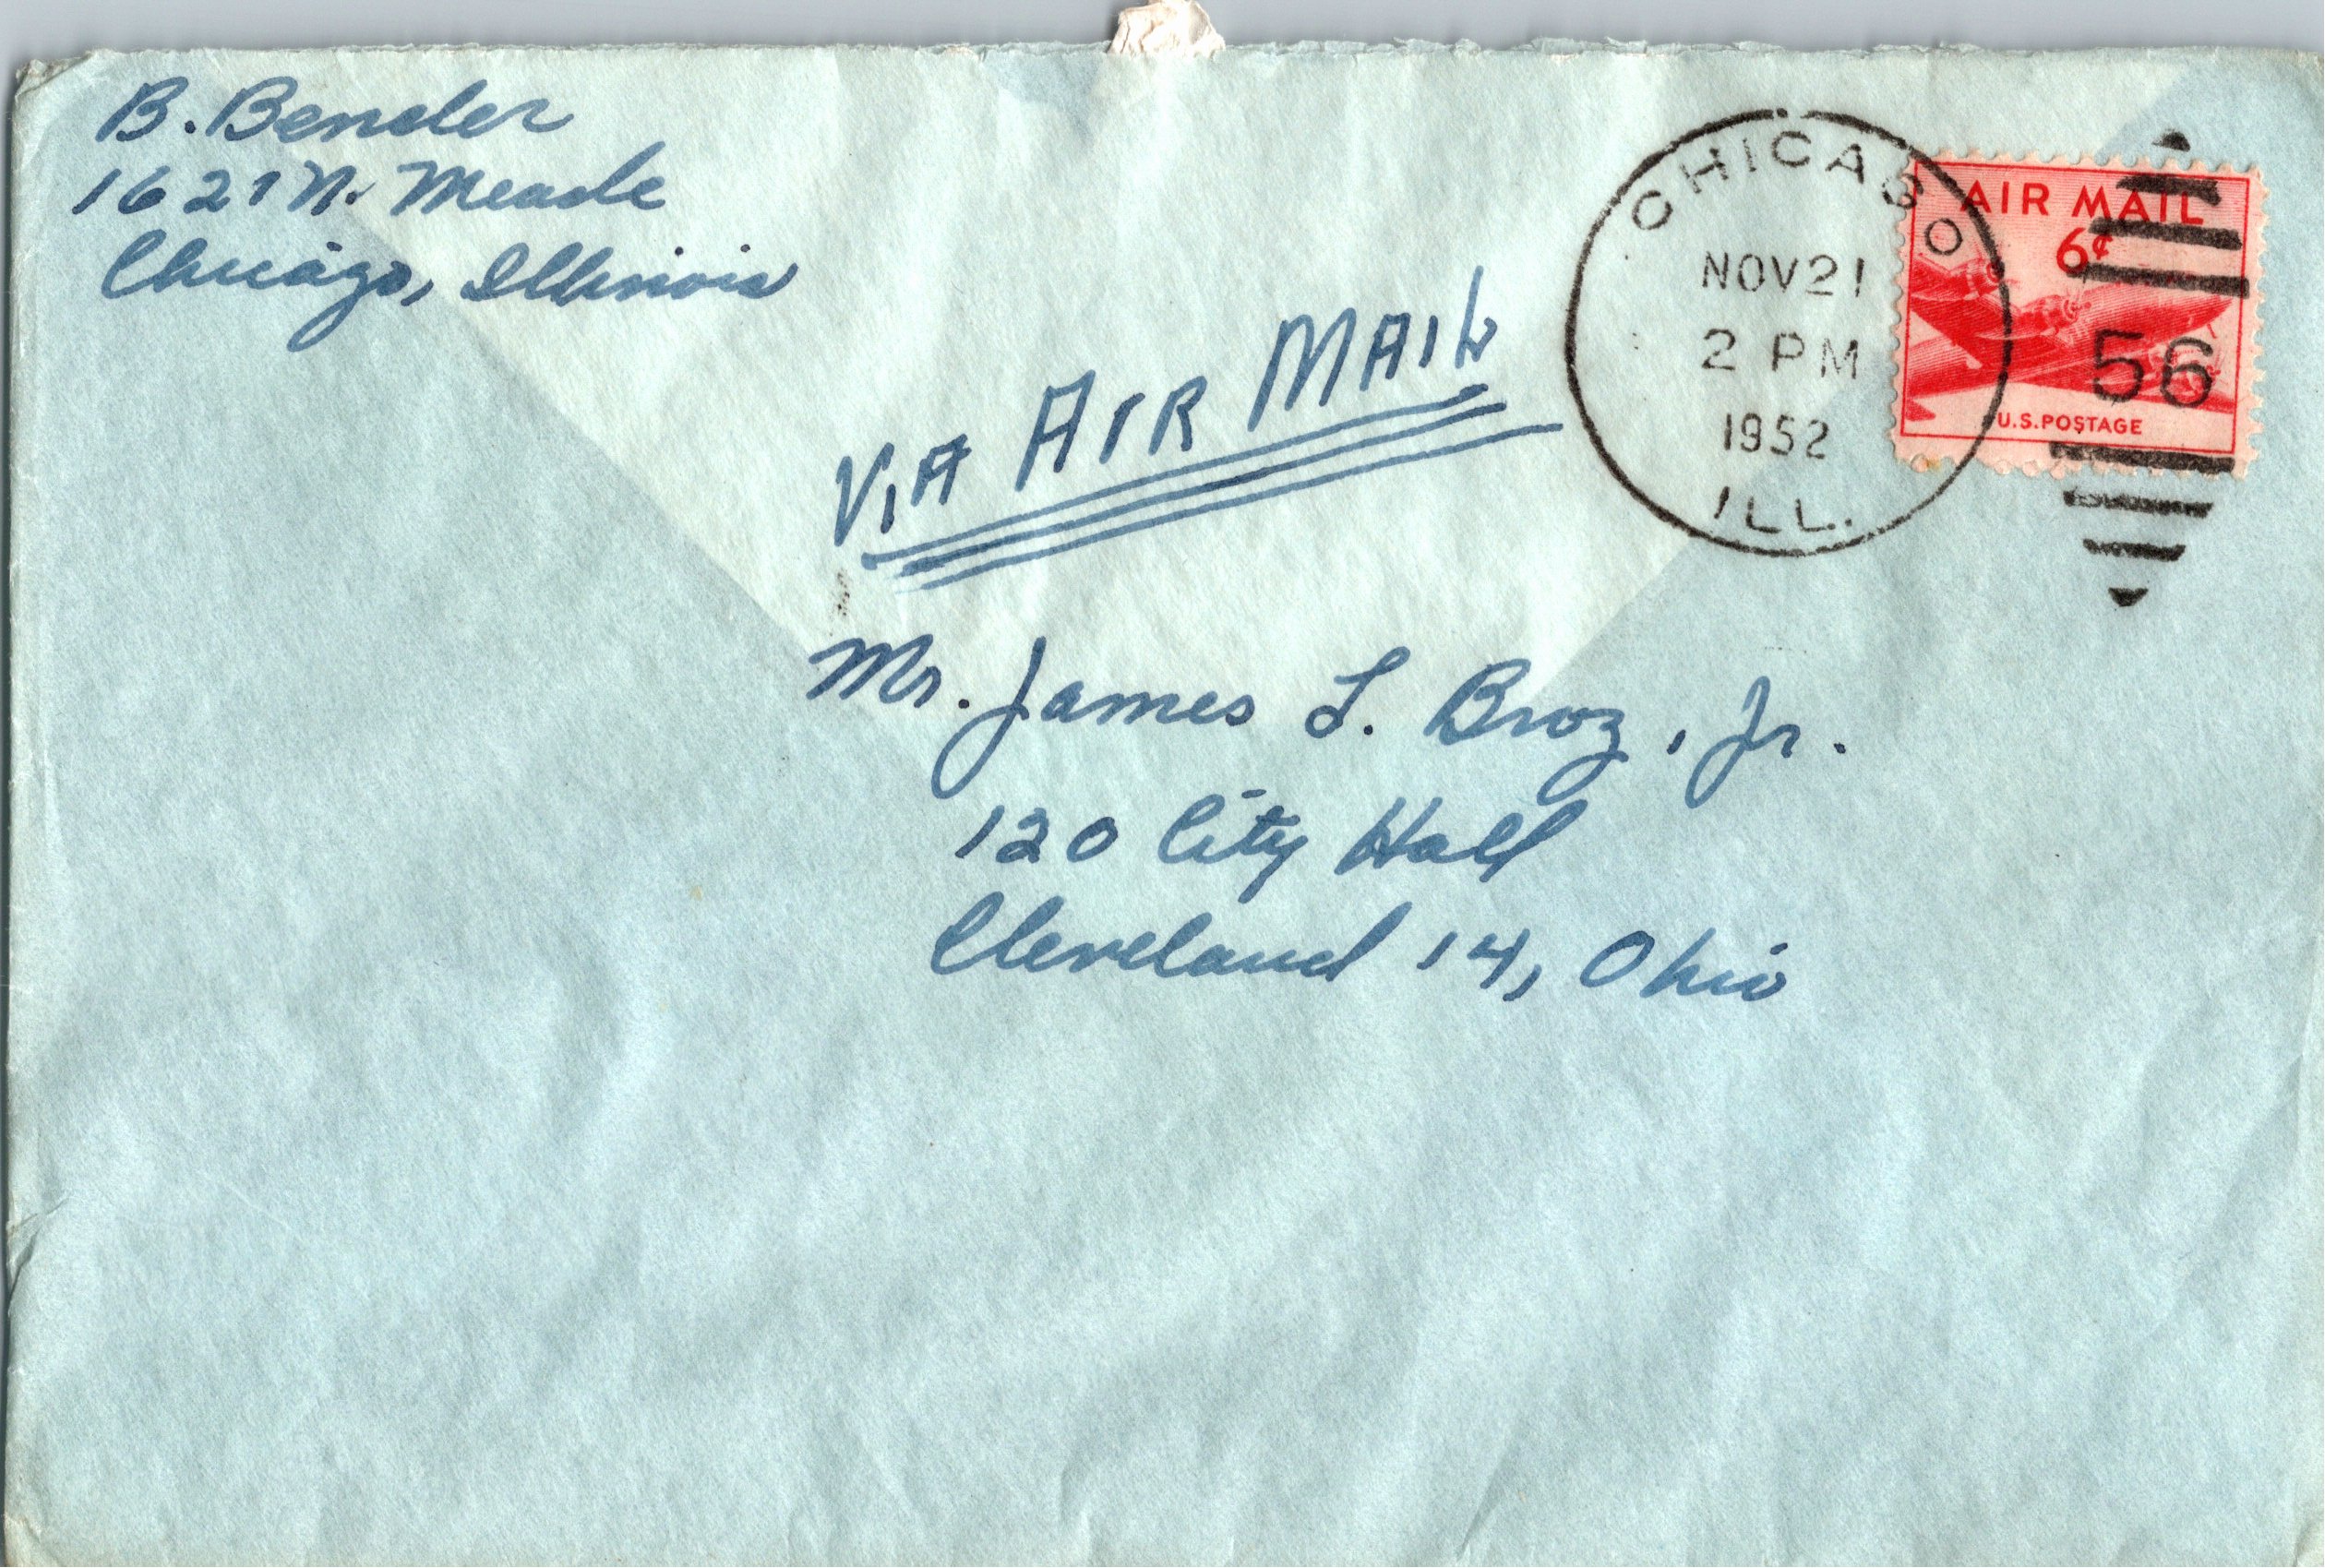 B. Bender
1621 N. Meade
Chicago, Illinois
VIA AIR MAIL
CHICAGO
NOV 21
2 PM
1952
ILL.
AIR MAIL
6¢
56
U.S. POSTAGE
Mr. James L. Broz, Jr.
120 City Hall
Cleveland 14, Ohio